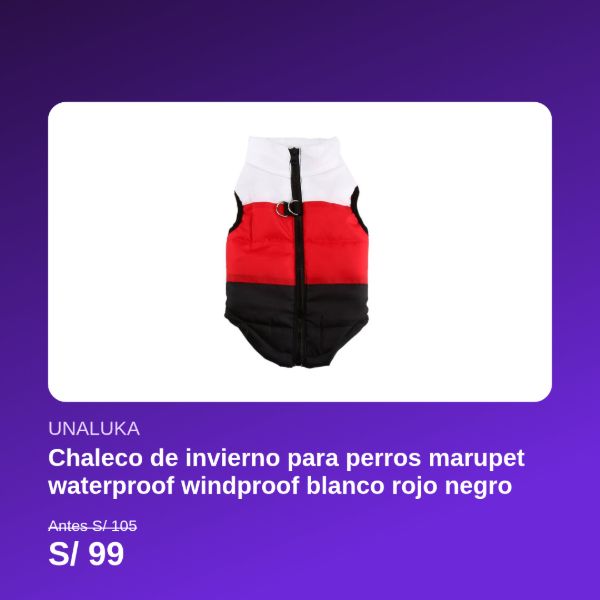 UNALUKA
Chaleco de invierno para perros marupet
waterproof windproof blanco rojo negro
Antes S/ 105
S/ 99